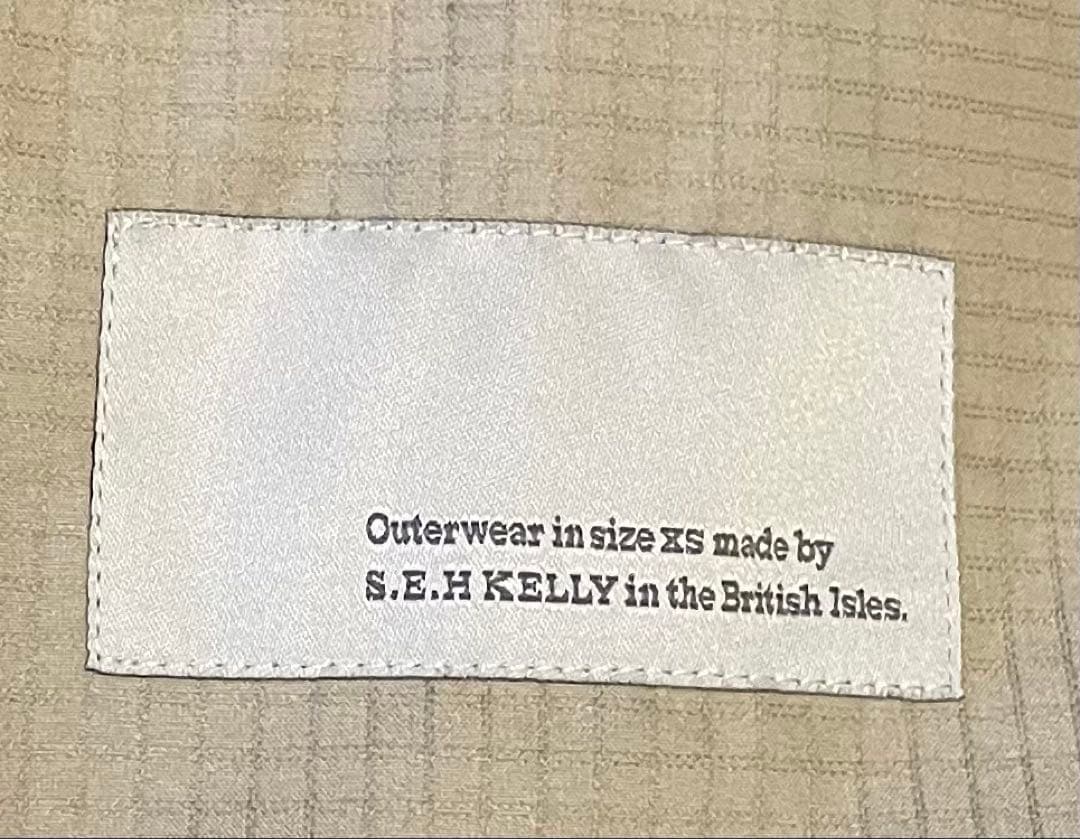 Outerwear in size XS made by
S.E.H KELLY in the British Isles.